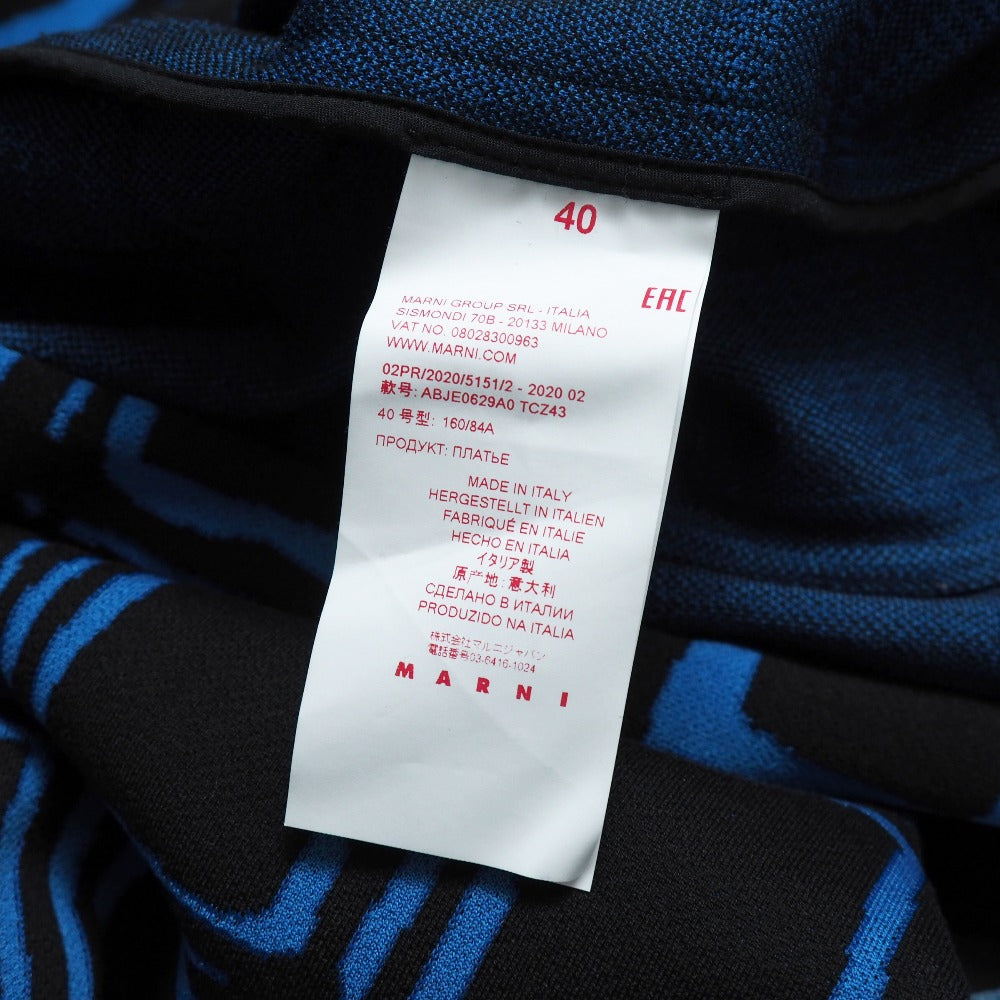 40
EAC
MARNI GROUP SRL - ITALIA
SISMONDI 70B - 20133 MILANO
VAT NO. 08028300963
WWW.MARNI.COM
02PR/2020/5151/2 - 2020 02
款号: ABJE0629A0 TCZ43
40 号型: 160/84A
ПРОДУКТ: ПЛАТЬЕ
MADE IN ITALY
HERGESTELLT IN ITALIEN
FABRIQUÉ EN ITALIE
HECHO EN ITALIA
イタリア製
原产地: 意大利
СДЕЛАНО В ИТАЛИИ
PRODUZIDO NA ITALIA
株式会社マルニジャパン
電話番号03-6416-1024
MARNI